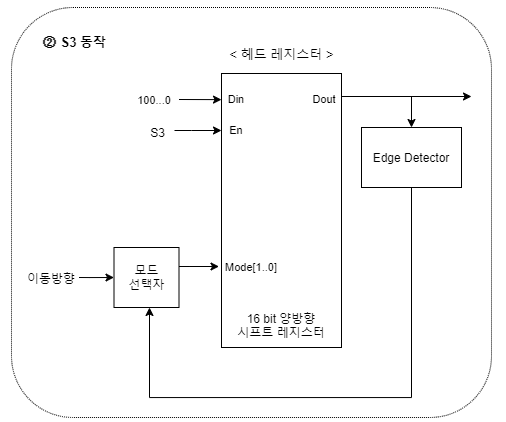 ② S3 동작
< 헤드 레지스터 >
100...0
Din
Dout
S3
En
Edge Detector
이동방향
모드
선택자
Mode[1..0]
16 bit 양방향
시프트 레지스터